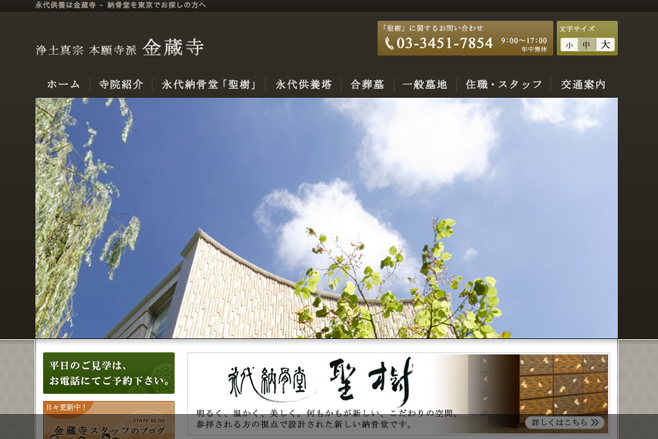 永代供養は金蔵寺 - 納骨堂を東京でお探しの方へ
浄土真宗 本願寺派 金蔵寺
「聖樹」に関するお問い合わせ
03-3451-7854 9:00〜17:00
年中無休
文字サイズ
小 中 大
ホーム 寺院紹介 永代納骨堂「聖樹」 永代供養塔 合葬墓 一般墓地 住職・スタッフ 交通案内
平日のご見学は、
お電話にてご予約下さい。
永代納骨堂 聖樹
明るく。温かく、美しく。何もかもが新しい、こだわりの空間。
参拝される方の視点で設計された新しい納骨堂です。
詳しくはこちら
日々更新中！
STAFF BLOG
金蔵寺スタッフのブログ